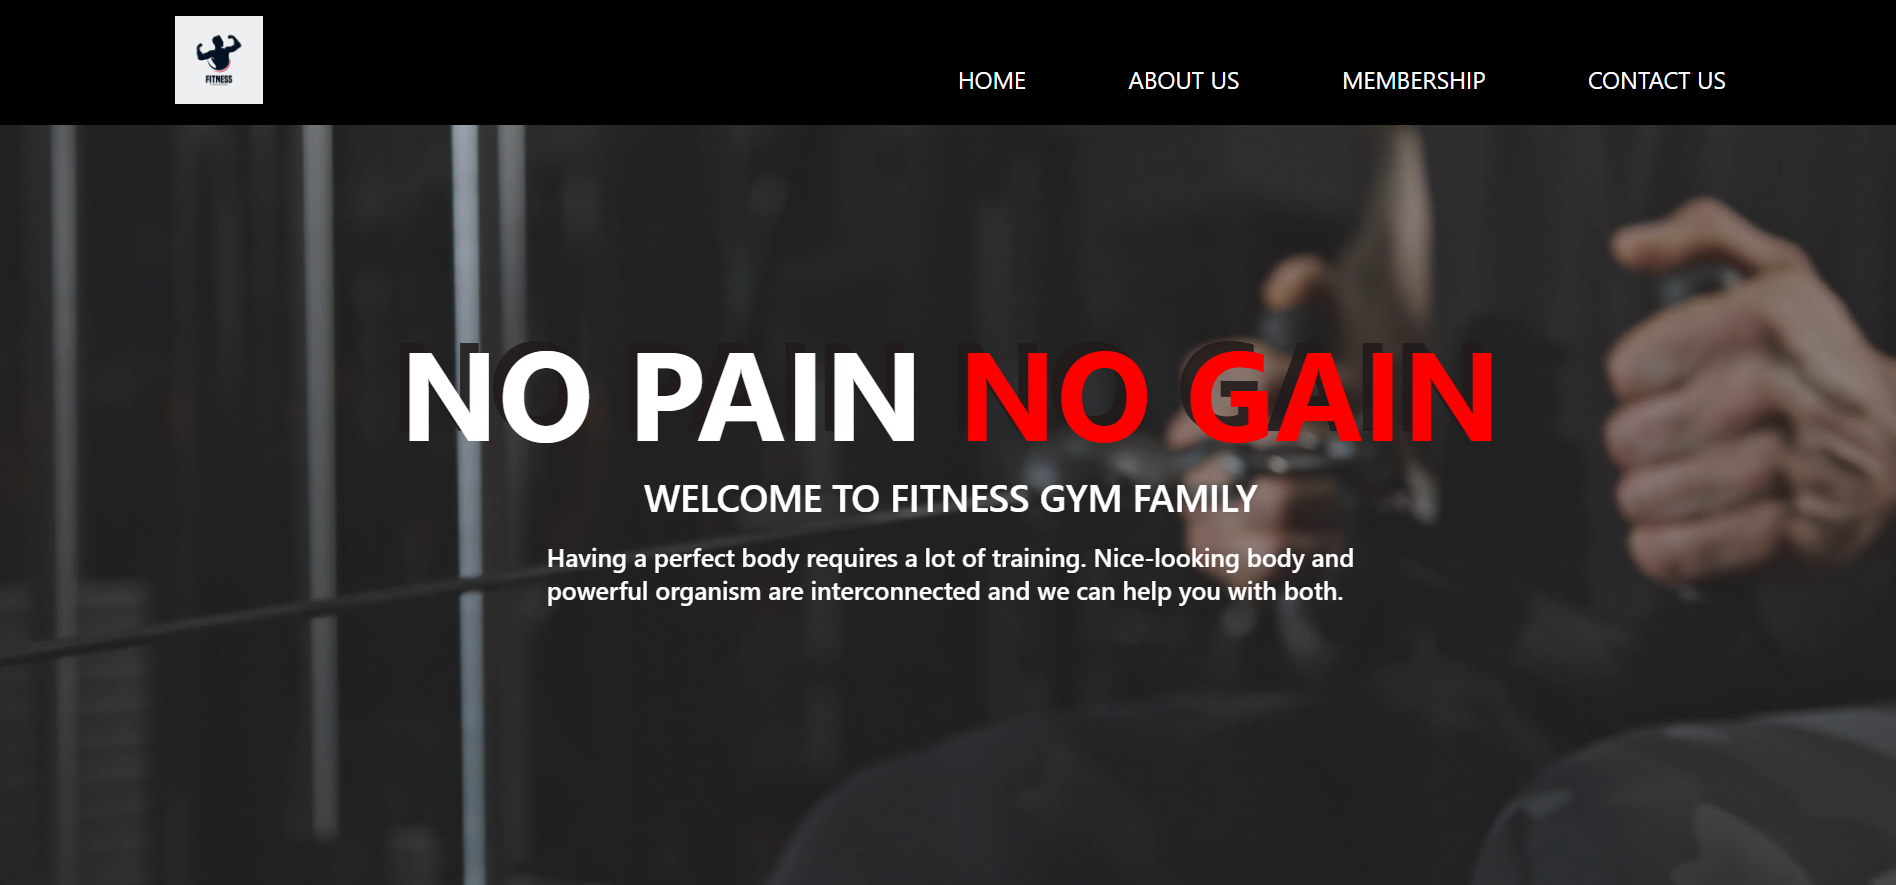 FITNESS
HOME ABOUT US MEMBERSHIP CONTACT US
NO PAIN NO GAIN
WELCOME TO FITNESS GYM FAMILY
Having a perfect body requires a lot of training. Nice-looking body and
powerful organism are interconnected and we can help you with both.